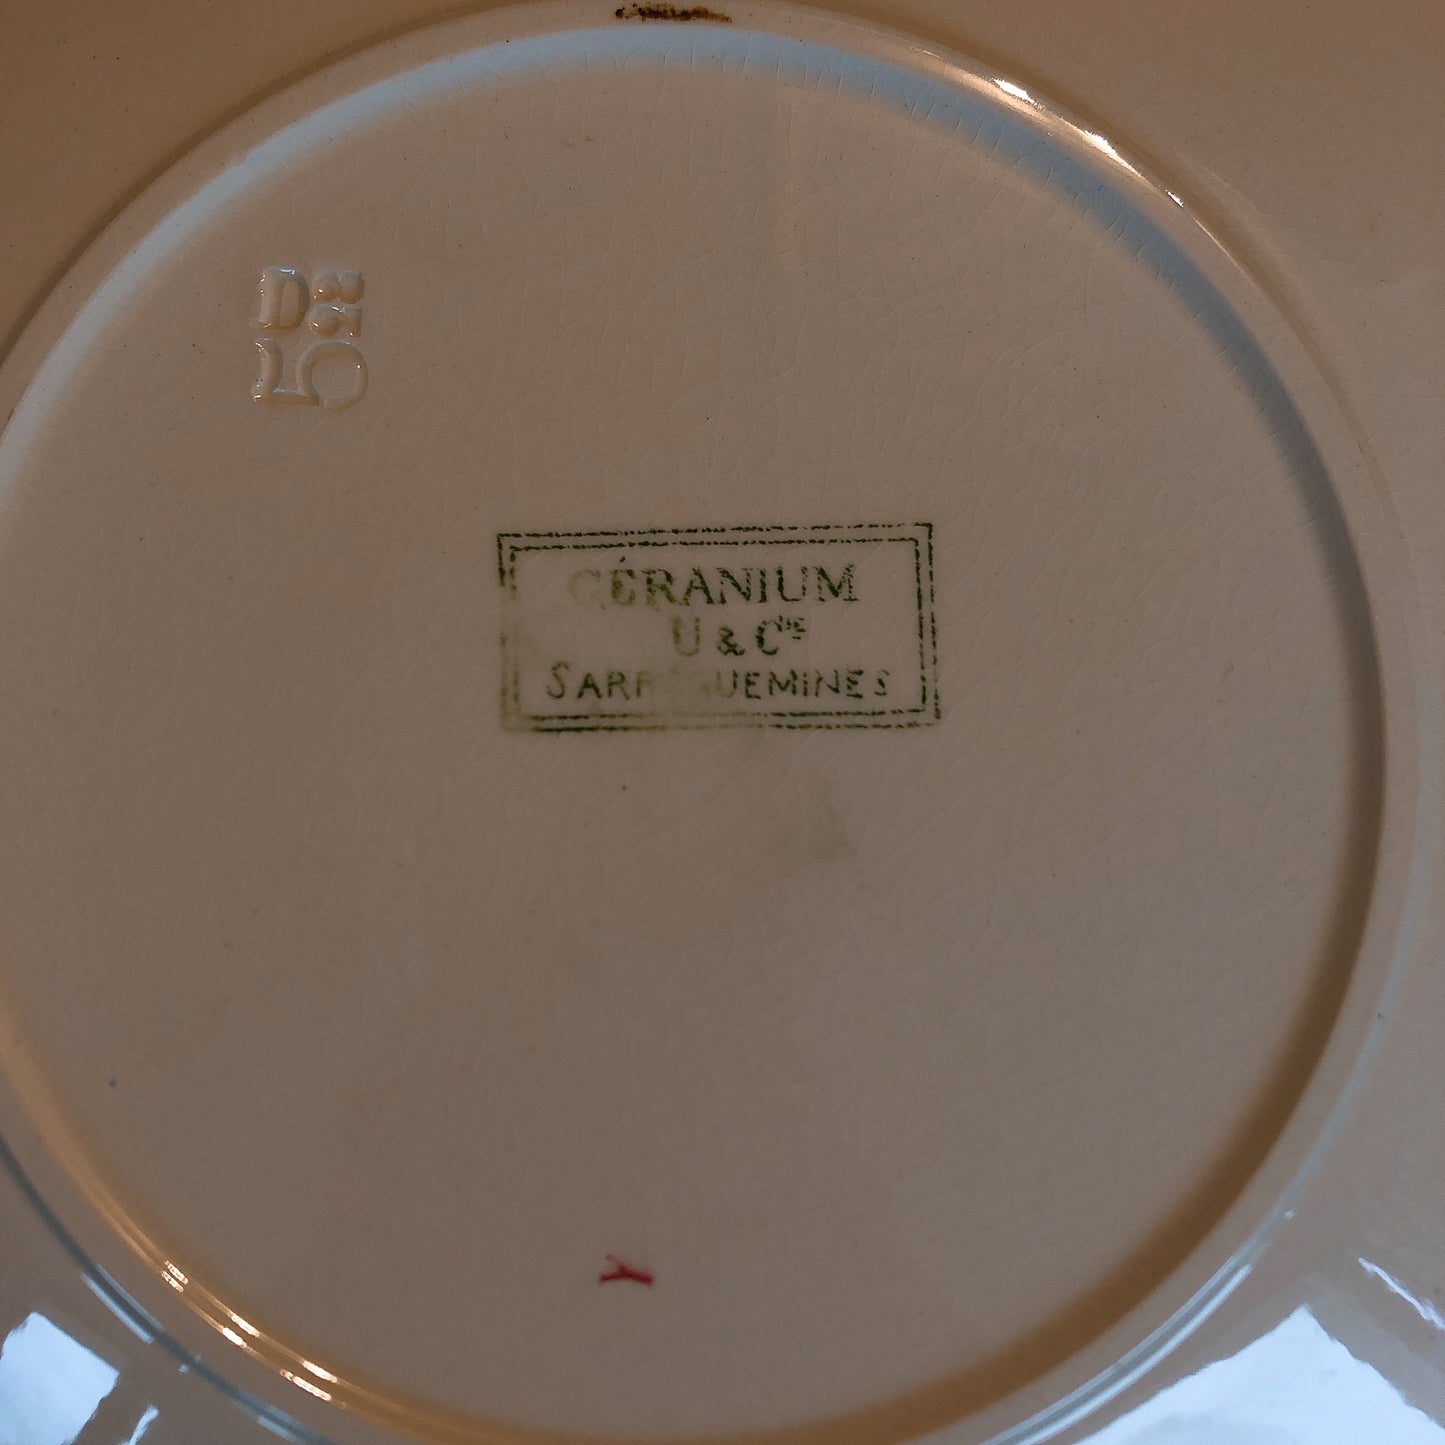 GÉRANIUM
U & CIE
SARREGUEMINES